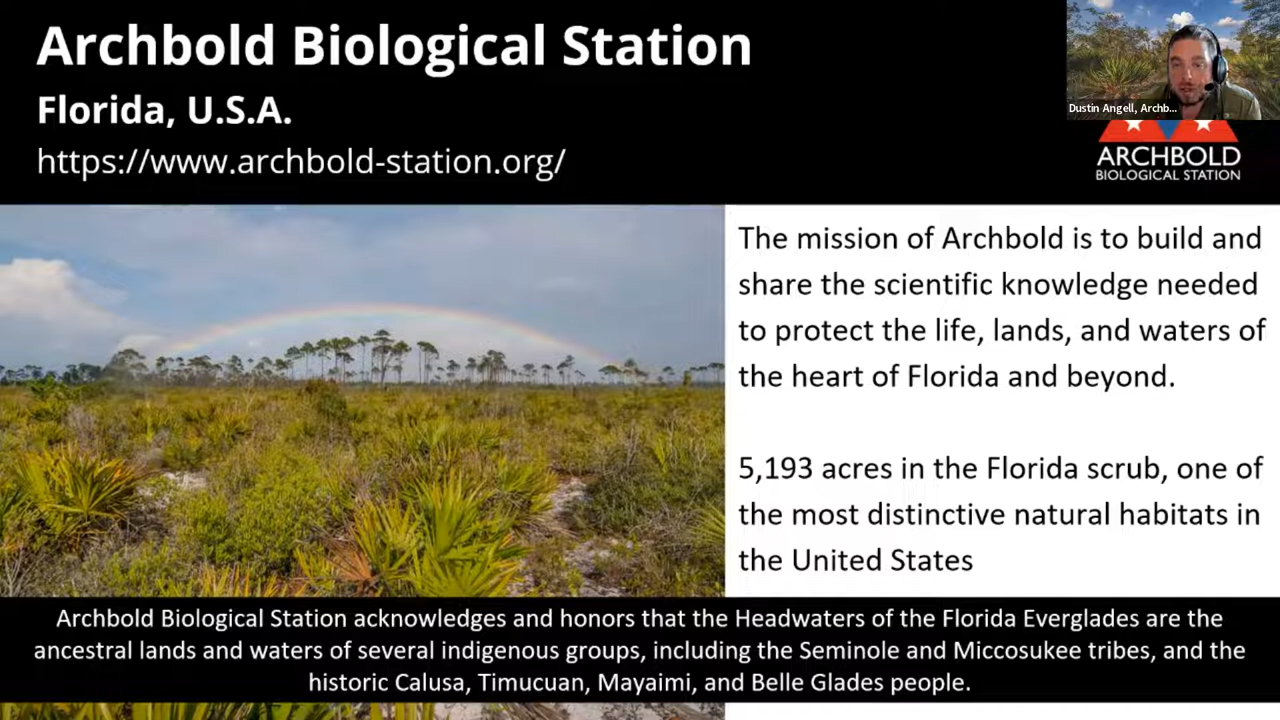 Archbold Biological Station
Florida, U.S.A.
https://www.archbold-station.org/
Dustin Angell, Archb...
ARCHBOLD
BIOLOGICAL STATION
The mission of Archbold is to build and
share the scientific knowledge needed
to protect the life, lands, and waters of
the heart of Florida and beyond.
5,193 acres in the Florida scrub, one of
the most distinctive natural habitats in
the United States
Archbold Biological Station acknowledges and honors that the Headwaters of the Florida Everglades are the
ancestral lands and waters of several indigenous groups, including the Seminole and Miccosukee tribes, and the
historic Calusa, Timucuan, Mayaimi, and Belle Glades people.